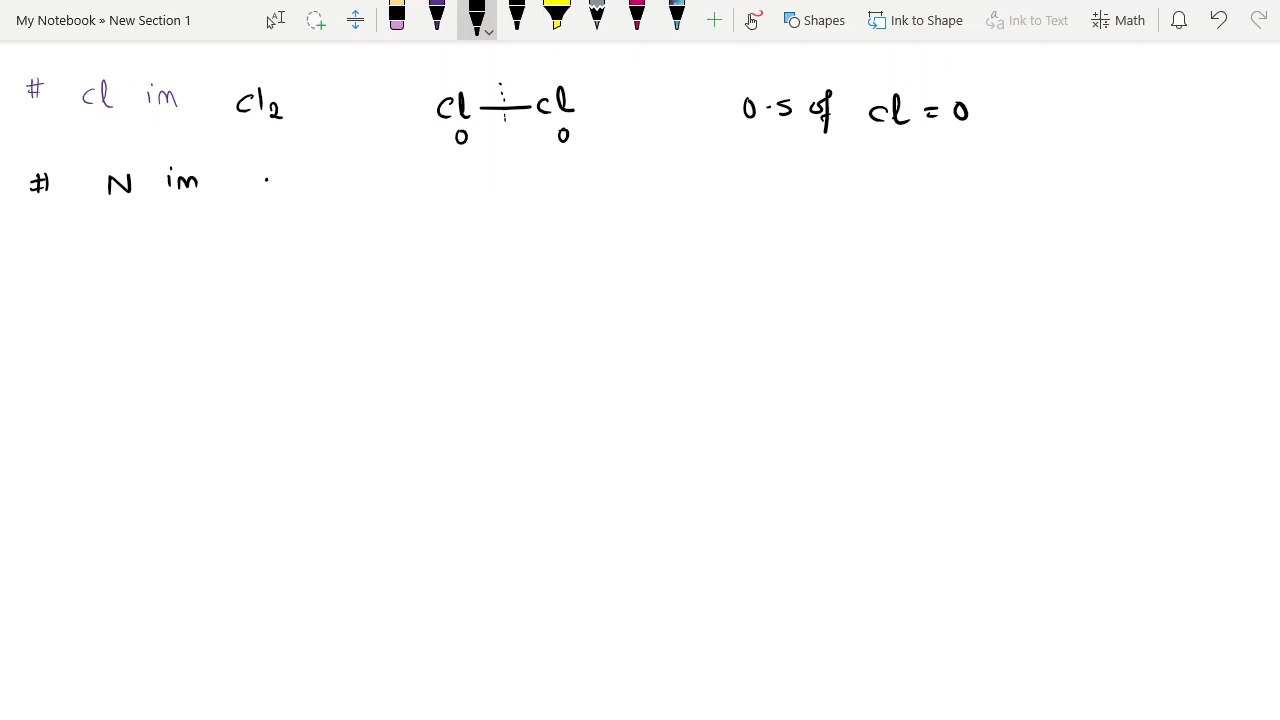 My Notebook » New Section 1 Shapes Ink to Shape Ink to Text Math
# Cl in Cl2 Cl — Cl 0.5 of Cl = 0
0 0
# N in